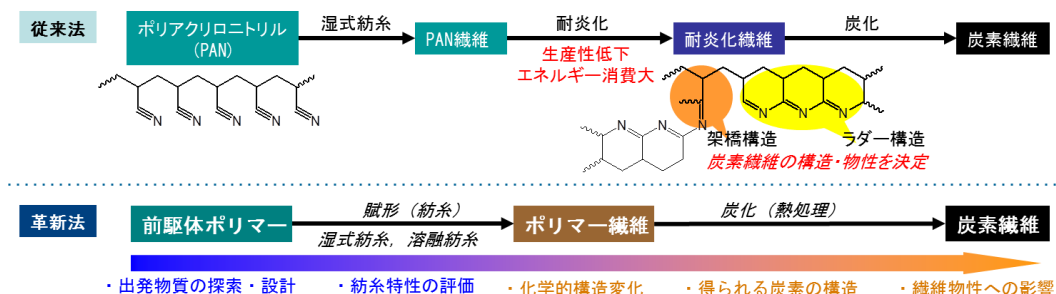 従来法
ポリアクリロニトリル
(PAN)
湿式紡糸
PAN繊維
耐炎化
生産性低下
エネルギー消費大
耐炎化繊維
炭化
炭素繊維
N N N N N
N N N
N N N
架橋構造
ラダー構造
炭素繊維の構造・物性を決定
革新法
前駆体ポリマー
賦形（紡糸）
湿式紡糸，溶融紡糸
ポリマー繊維
炭化（熱処理）
炭素繊維
・出発物質の探索・設計
・紡糸特性の評価
・化学的構造変化
・得られる炭素の構造
・繊維物性への影響